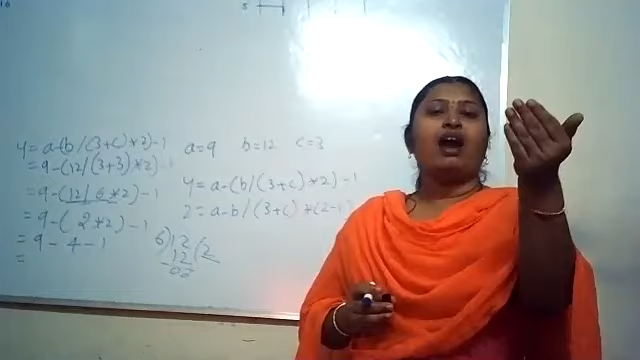 y = a-(b/(3+c)*2)-1
= 9-(12/(3+3)*2)-1
= 9-(12/6*2)-1
= 9-(2*2)-1
= 9-4-1
=
6)12(2
12
00
a=9 b=12 c=3
y = a-(b/(3+c)*2)-1
z = a-b/(3+c)*(2-1)